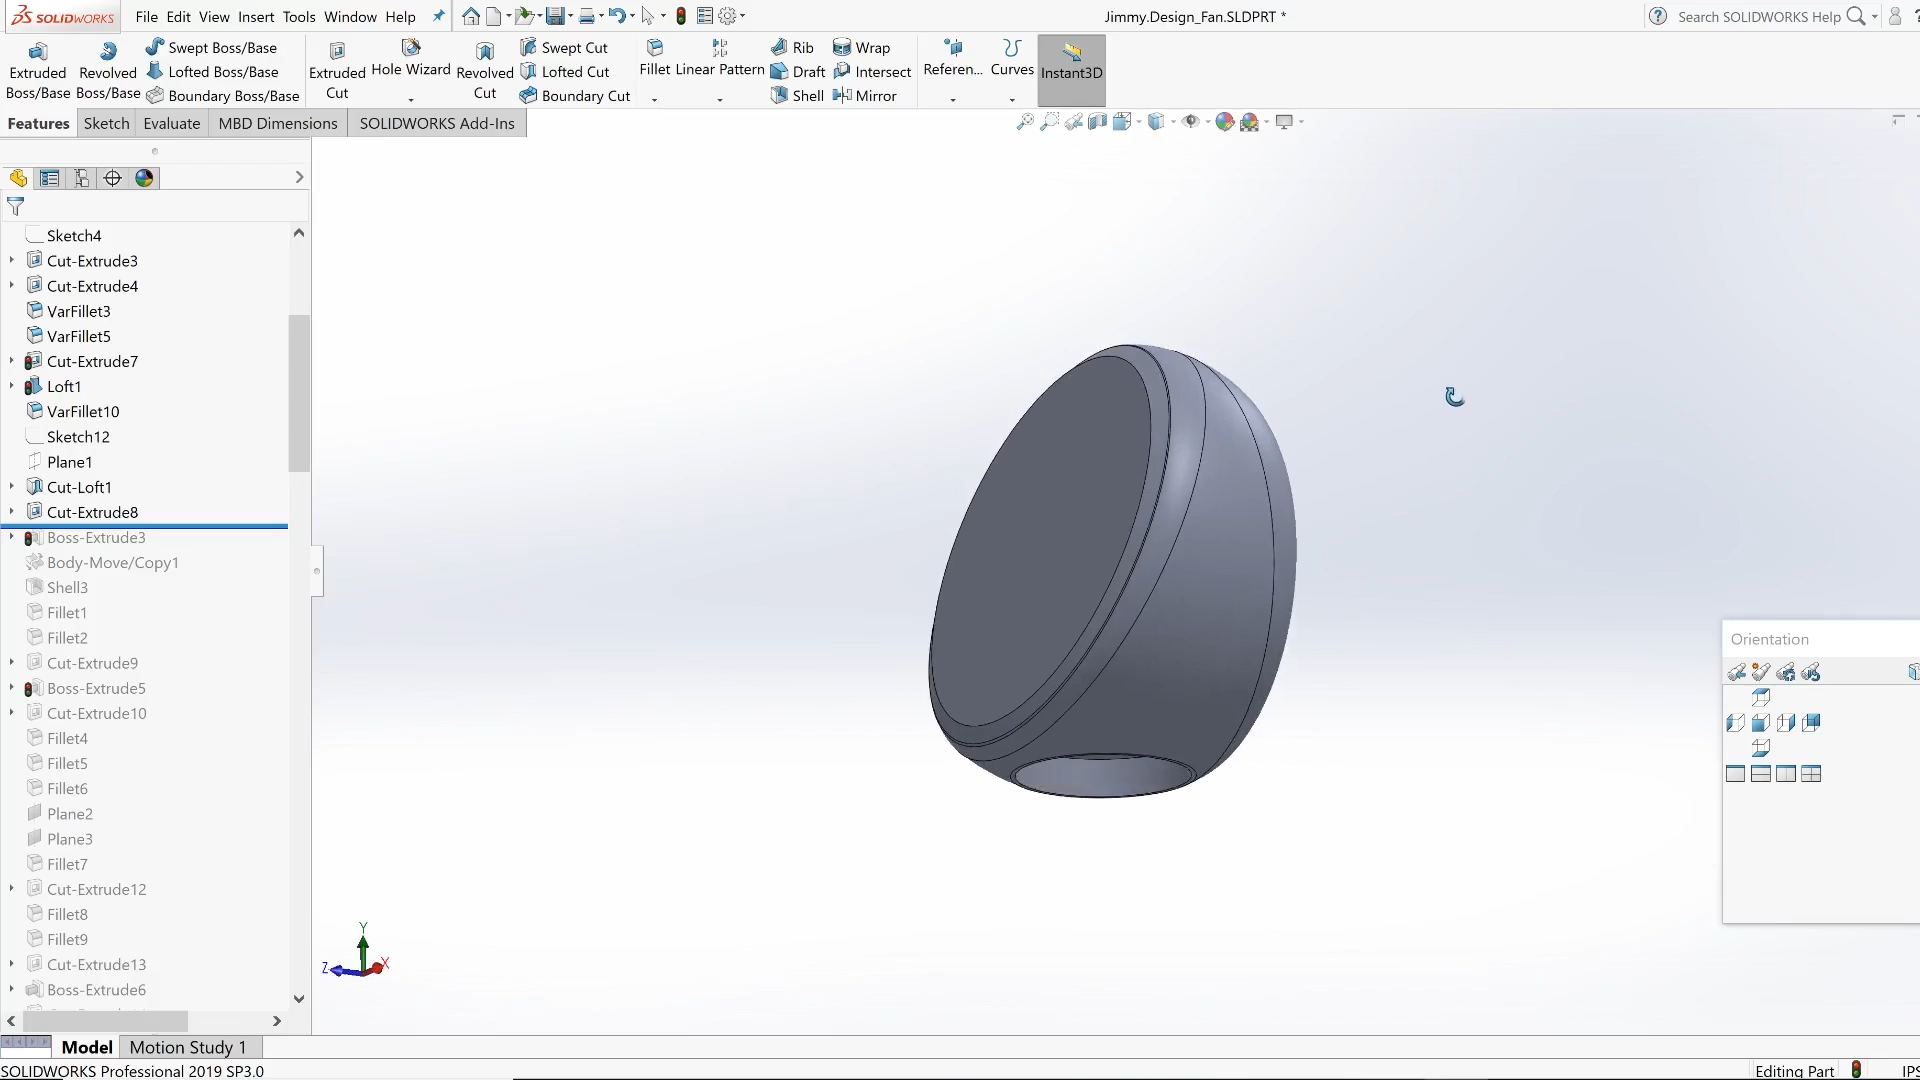 SOLIDWORKS File Edit View Insert Tools Window Help Jimmy.Design_Fan.SLDPRT * Search SOLIDWORKS Help
Extruded Boss/Base
Revolved Boss/Base
Swept Boss/Base
Lofted Boss/Base
Boundary Boss/Base
Extruded Cut
Hole Wizard
Revolved Cut
Swept Cut
Lofted Cut
Boundary Cut
Fillet
Linear Pattern
Rib
Draft
Shell
Wrap
Intersect
Mirror
Referen...
Curves
Instant3D
Features Sketch Evaluate MBD Dimensions SOLIDWORKS Add-Ins
Sketch4
Cut-Extrude3
Cut-Extrude4
VarFillet3
VarFillet5
Cut-Extrude7
Loft1
VarFillet10
Sketch12
Plane1
Cut-Loft1
Cut-Extrude8
Boss-Extrude3
Body-Move/Copy1
Shell3
Fillet1
Fillet2
Cut-Extrude9
Boss-Extrude5
Cut-Extrude10
Fillet4
Fillet5
Fillet6
Plane2
Plane3
Fillet7
Cut-Extrude12
Fillet8
Fillet9
Cut-Extrude13
Boss-Extrude6
Orientation
Y
Z
X
Model Motion Study 1
SOLIDWORKS Professional 2019 SP3.0 Editing Part IPS